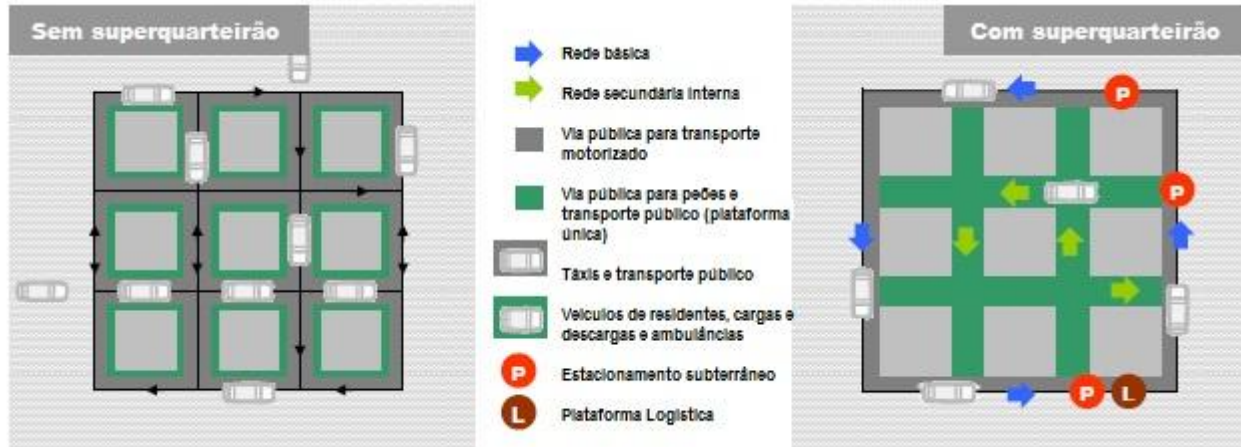 Sem superquarteirão
Rede básica
Rede secundária interna
Via pública para transporte
motorizado
Via pública para peões e
transporte público (plataforma
única)
Táxis e transporte público
Veículos de residentes, cargas e
descargas e ambulâncias
P Estacionamento subterrâneo
L Plataforma Logística
Com superquarteirão
P
P
P L